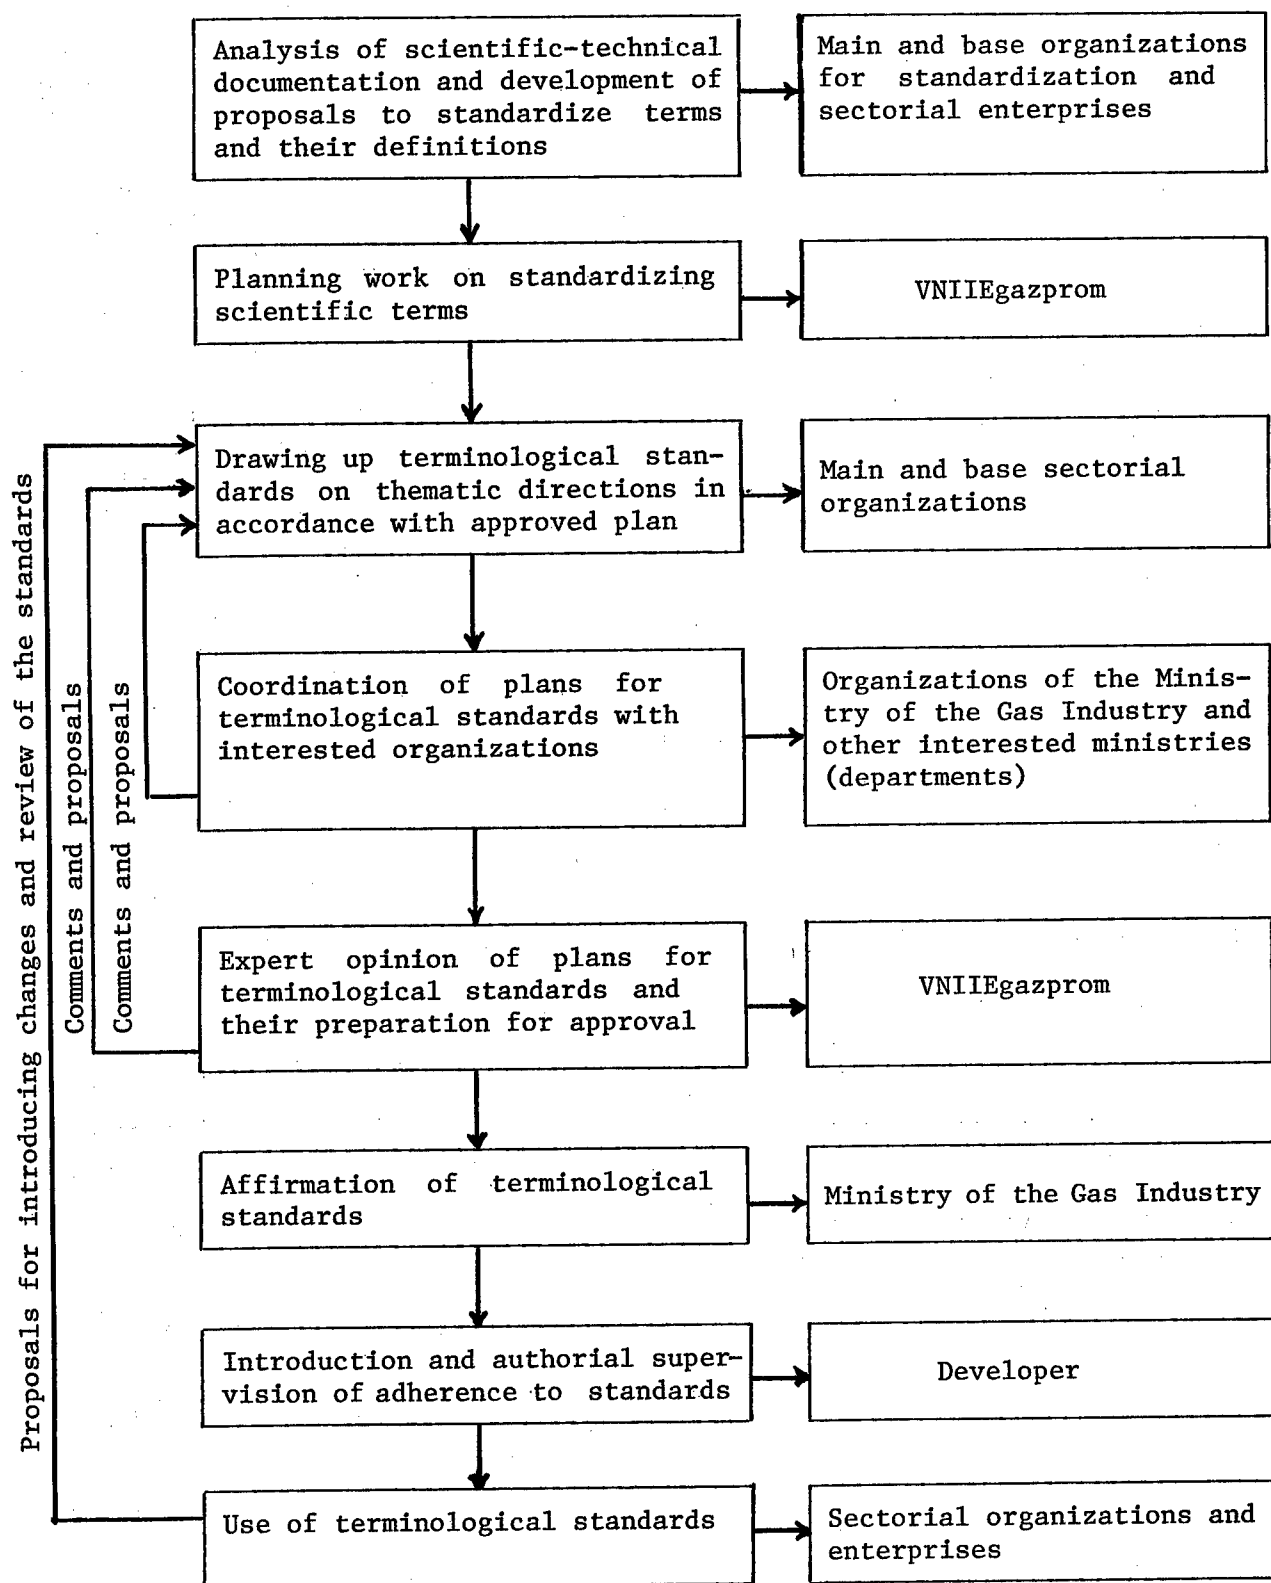 Analysis of scientific-technical
documentation and development of
proposals to standardize terms
and their definitions
Main and base organizations
for standardization and
sectorial enterprises
Planning work on standardizing
scientific terms
VNIIEgazprom
Drawing up terminological stan-
dards on thematic directions in
accordance with approved plan
Main and base sectorial
organizations
Coordination of plans for
terminological standards with
interested organizations
Organizations of the Minis-
try of the Gas Industry and
other interested ministries
(departments)
Expert opinion of plans for
terminological standards and
their preparation for approval
VNIIEgazprom
Affirmation of terminological
standards
Ministry of the Gas Industry
Introduction and authorial super-
vision of adherence to standards
Developer
Use of terminological standards
Sectorial organizations and
enterprises
Proposals for introducing changes and review of the standards
Comments and proposals
Comments and proposals